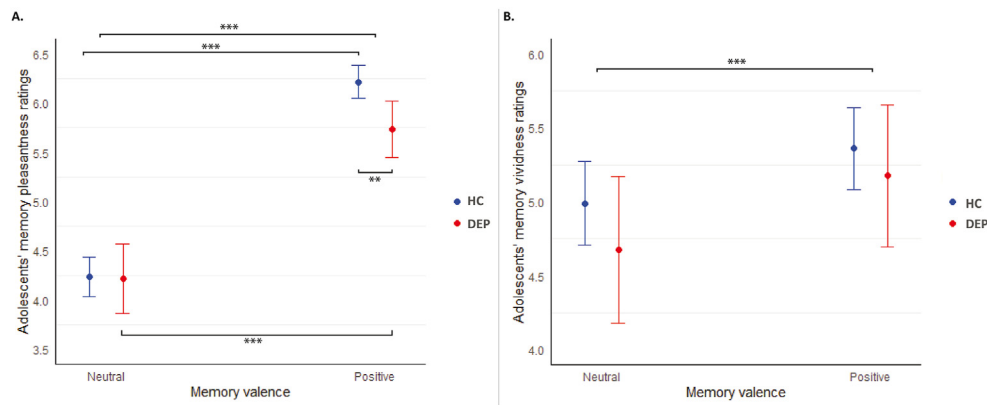 A.
***
***
6.5
6.0
5.5
5.0
4.5
4.0
3.5
**
***
Adolescents' memory pleasantness ratings
Neutral
Positive
Memory valence
HC
DEP
B.
***
6.0
5.5
5.0
4.5
4.0
Adolescents' memory vividness ratings
Neutral
Positive
Memory valence
HC
DEP